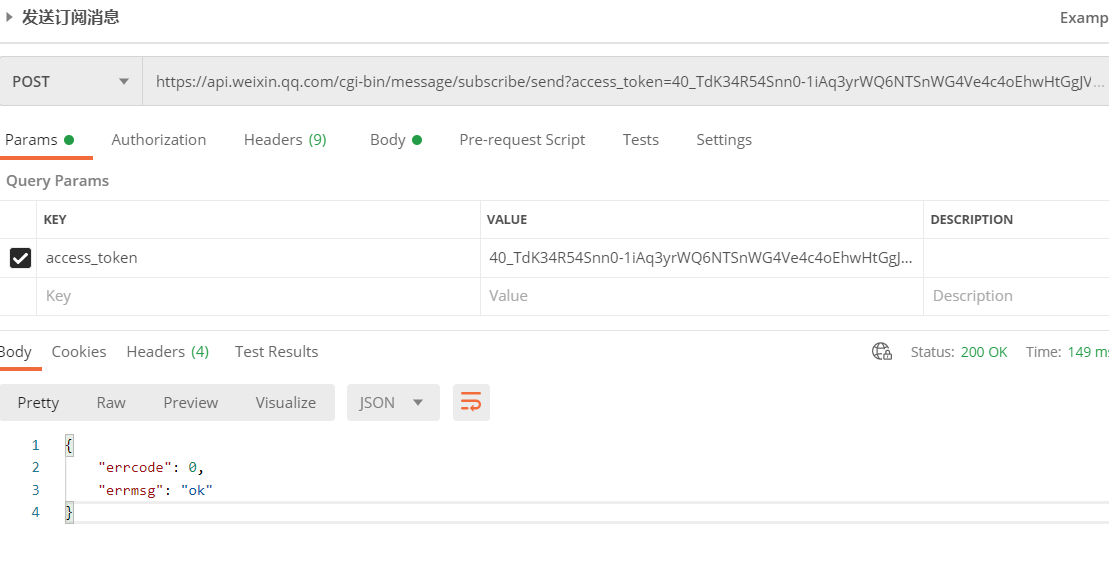 发送订阅消息 Examp
POST https://api.weixin.qq.com/cgi-bin/message/subscribe/send?access_token=40_TdK34R54Snn0-1iAq3yrWQ6NTSnWG4Ve4c4oEhwHtGgJV...
Params Authorization Headers (9) Body Pre-request Script Tests Settings
Query Params
KEY VALUE DESCRIPTION
access_token 40_TdK34R54Snn0-1iAq3yrWQ6NTSnWG4Ve4c4oEhwHtGgJ...
Key Value Description
Body Cookies Headers (4) Test Results Status: 200 OK Time: 149 ms
Pretty Raw Preview Visualize JSON
1 {
2 "errcode": 0,
3 "errmsg": "ok"
4 }